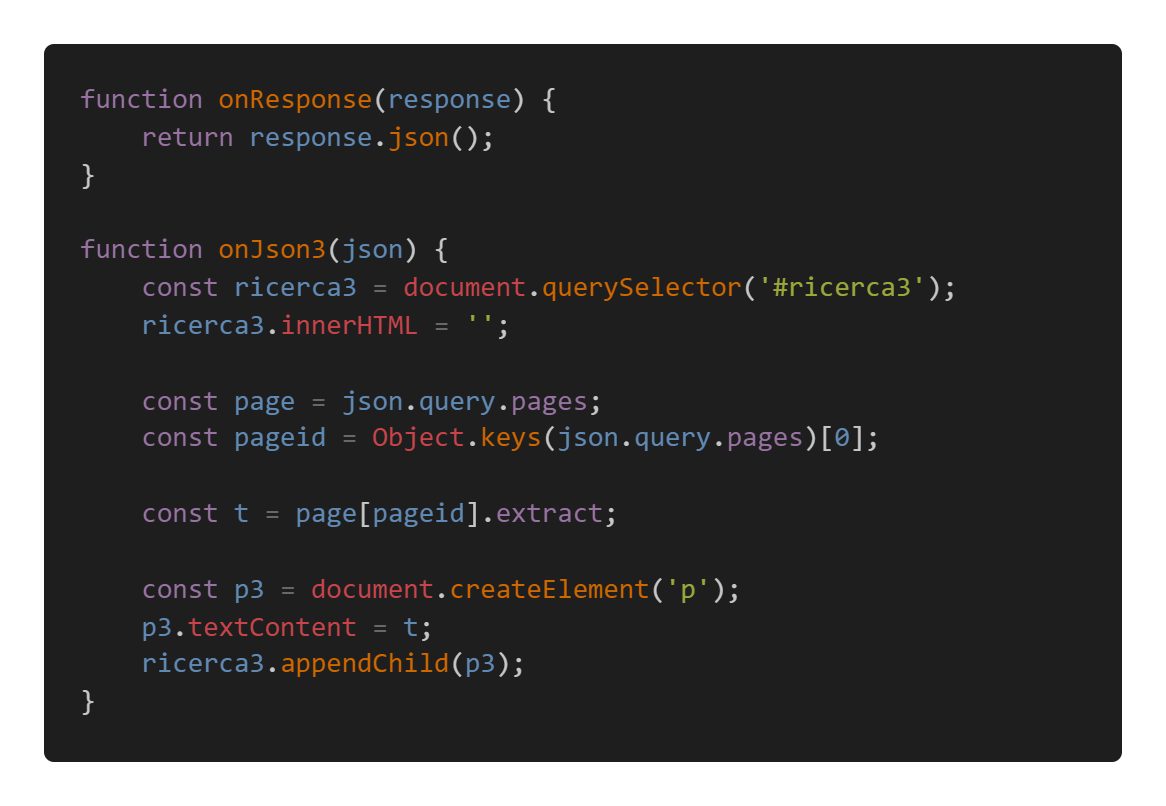 function onResponse(response) {
    return response.json();
}

function onJson3(json) {
    const ricerca3 = document.querySelector('#ricerca3');
    ricerca3.innerHTML = '';

    const page = json.query.pages;
    const pageid = Object.keys(json.query.pages)[0];

    const t = page[pageid].extract;

    const p3 = document.createElement('p');
    p3.textContent = t;
    ricerca3.appendChild(p3);
}